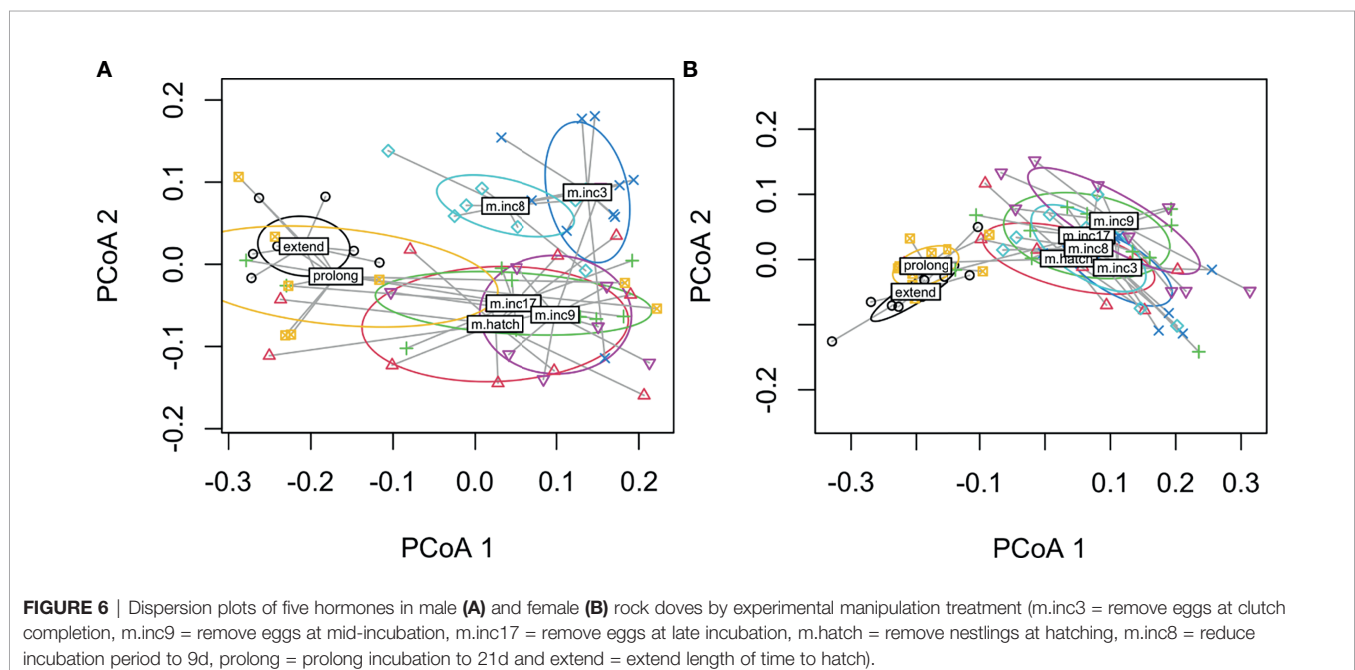 A
B
0.2
0.1
0.0
-0.1
-0.2
PCoA 2
m.inc3
m.inc8
extend
prolong
m.inc17
m.inc9
m.hatch
-0.3 -0.2 -0.1 0.0 0.1 0.2
PCoA 1
0.2
0.1
0.0
-0.2
PCoA 2
m.inc9
m.inc17
m.inc8
m.hatch
m.inc3
prolong
extend
-0.3 -0.1 0.1 0.2 0.3
PCoA 1
FIGURE 6 | Dispersion plots of five hormones in male (A) and female (B) rock doves by experimental manipulation treatment (m.inc3 = remove eggs at clutch
completion, m.inc9 = remove eggs at mid-incubation, m.inc17 = remove eggs at late incubation, m.hatch = remove nestlings at hatching, m.inc8 = reduce
incubation period to 9d, prolong = prolong incubation to 21d and extend = extend length of time to hatch).